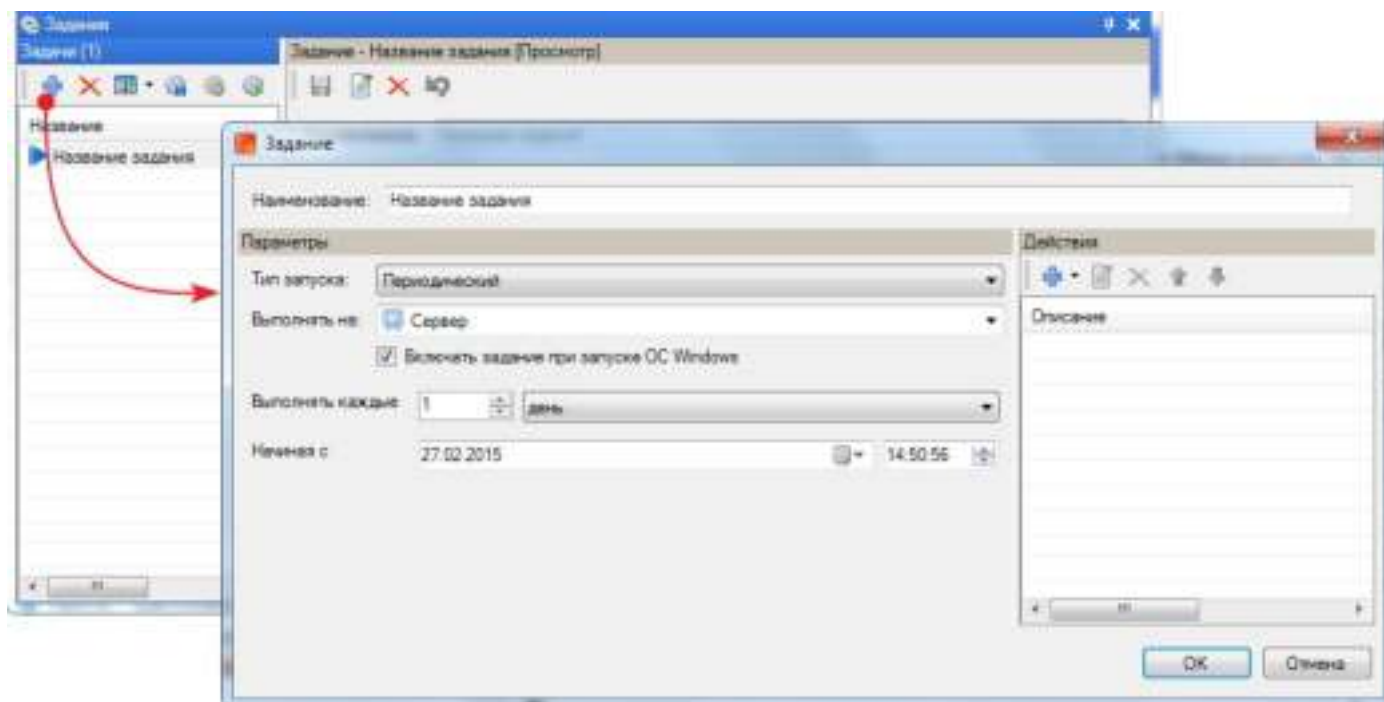 Задания
Задачи (1)
Задание - Название задания [Просмотр]
Название
Название задания
Задание
Наименование: Название задания
Параметры
Действия
Тип запуска: Периодический
Выполнять на: Сервер
Описание
Включать задание при запуске ОС Windows
Выполнять каждые 1 день
Начиная с 27.02.2015 14:50:56
OK Отмена